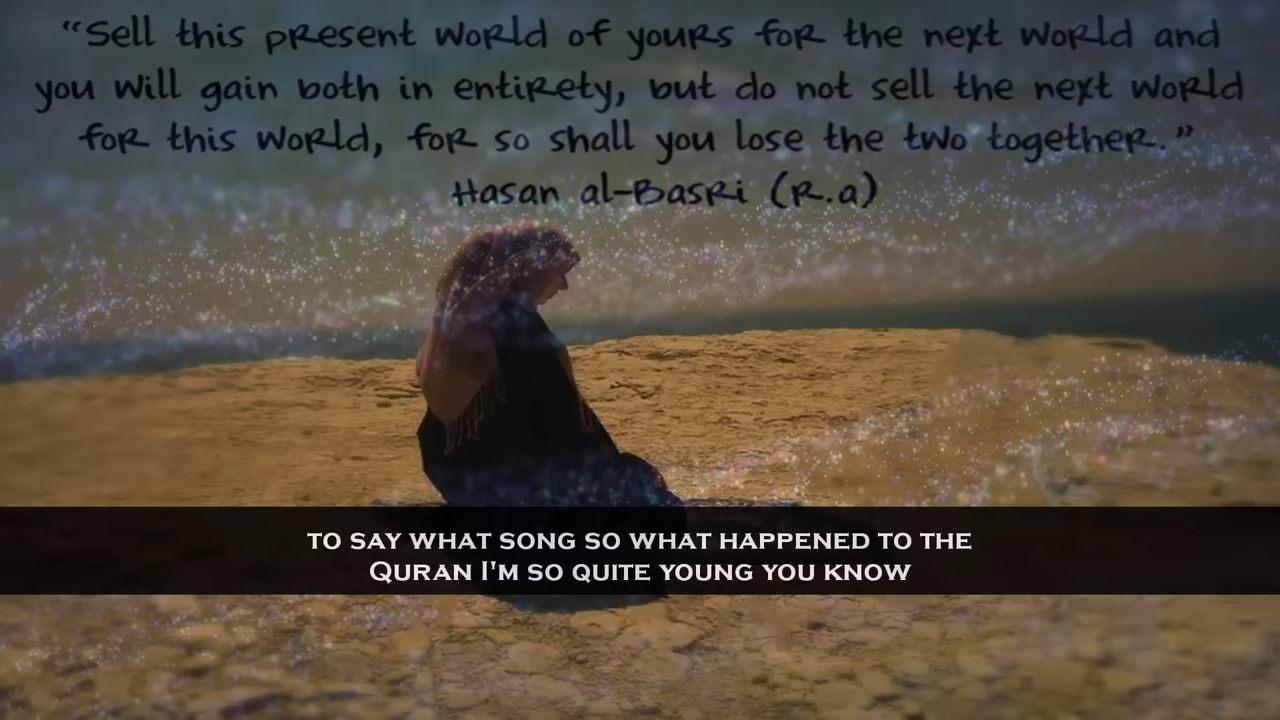 “Sell this present world of yours for the next world and
you will gain both in entirety, but do not sell the next world
for this world, for so shall you lose the two together.”
Hasan al-Basri (R.a)
TO SAY WHAT SONG SO WHAT HAPPENED TO THE
QURAN I'M SO QUITE YOUNG YOU KNOW